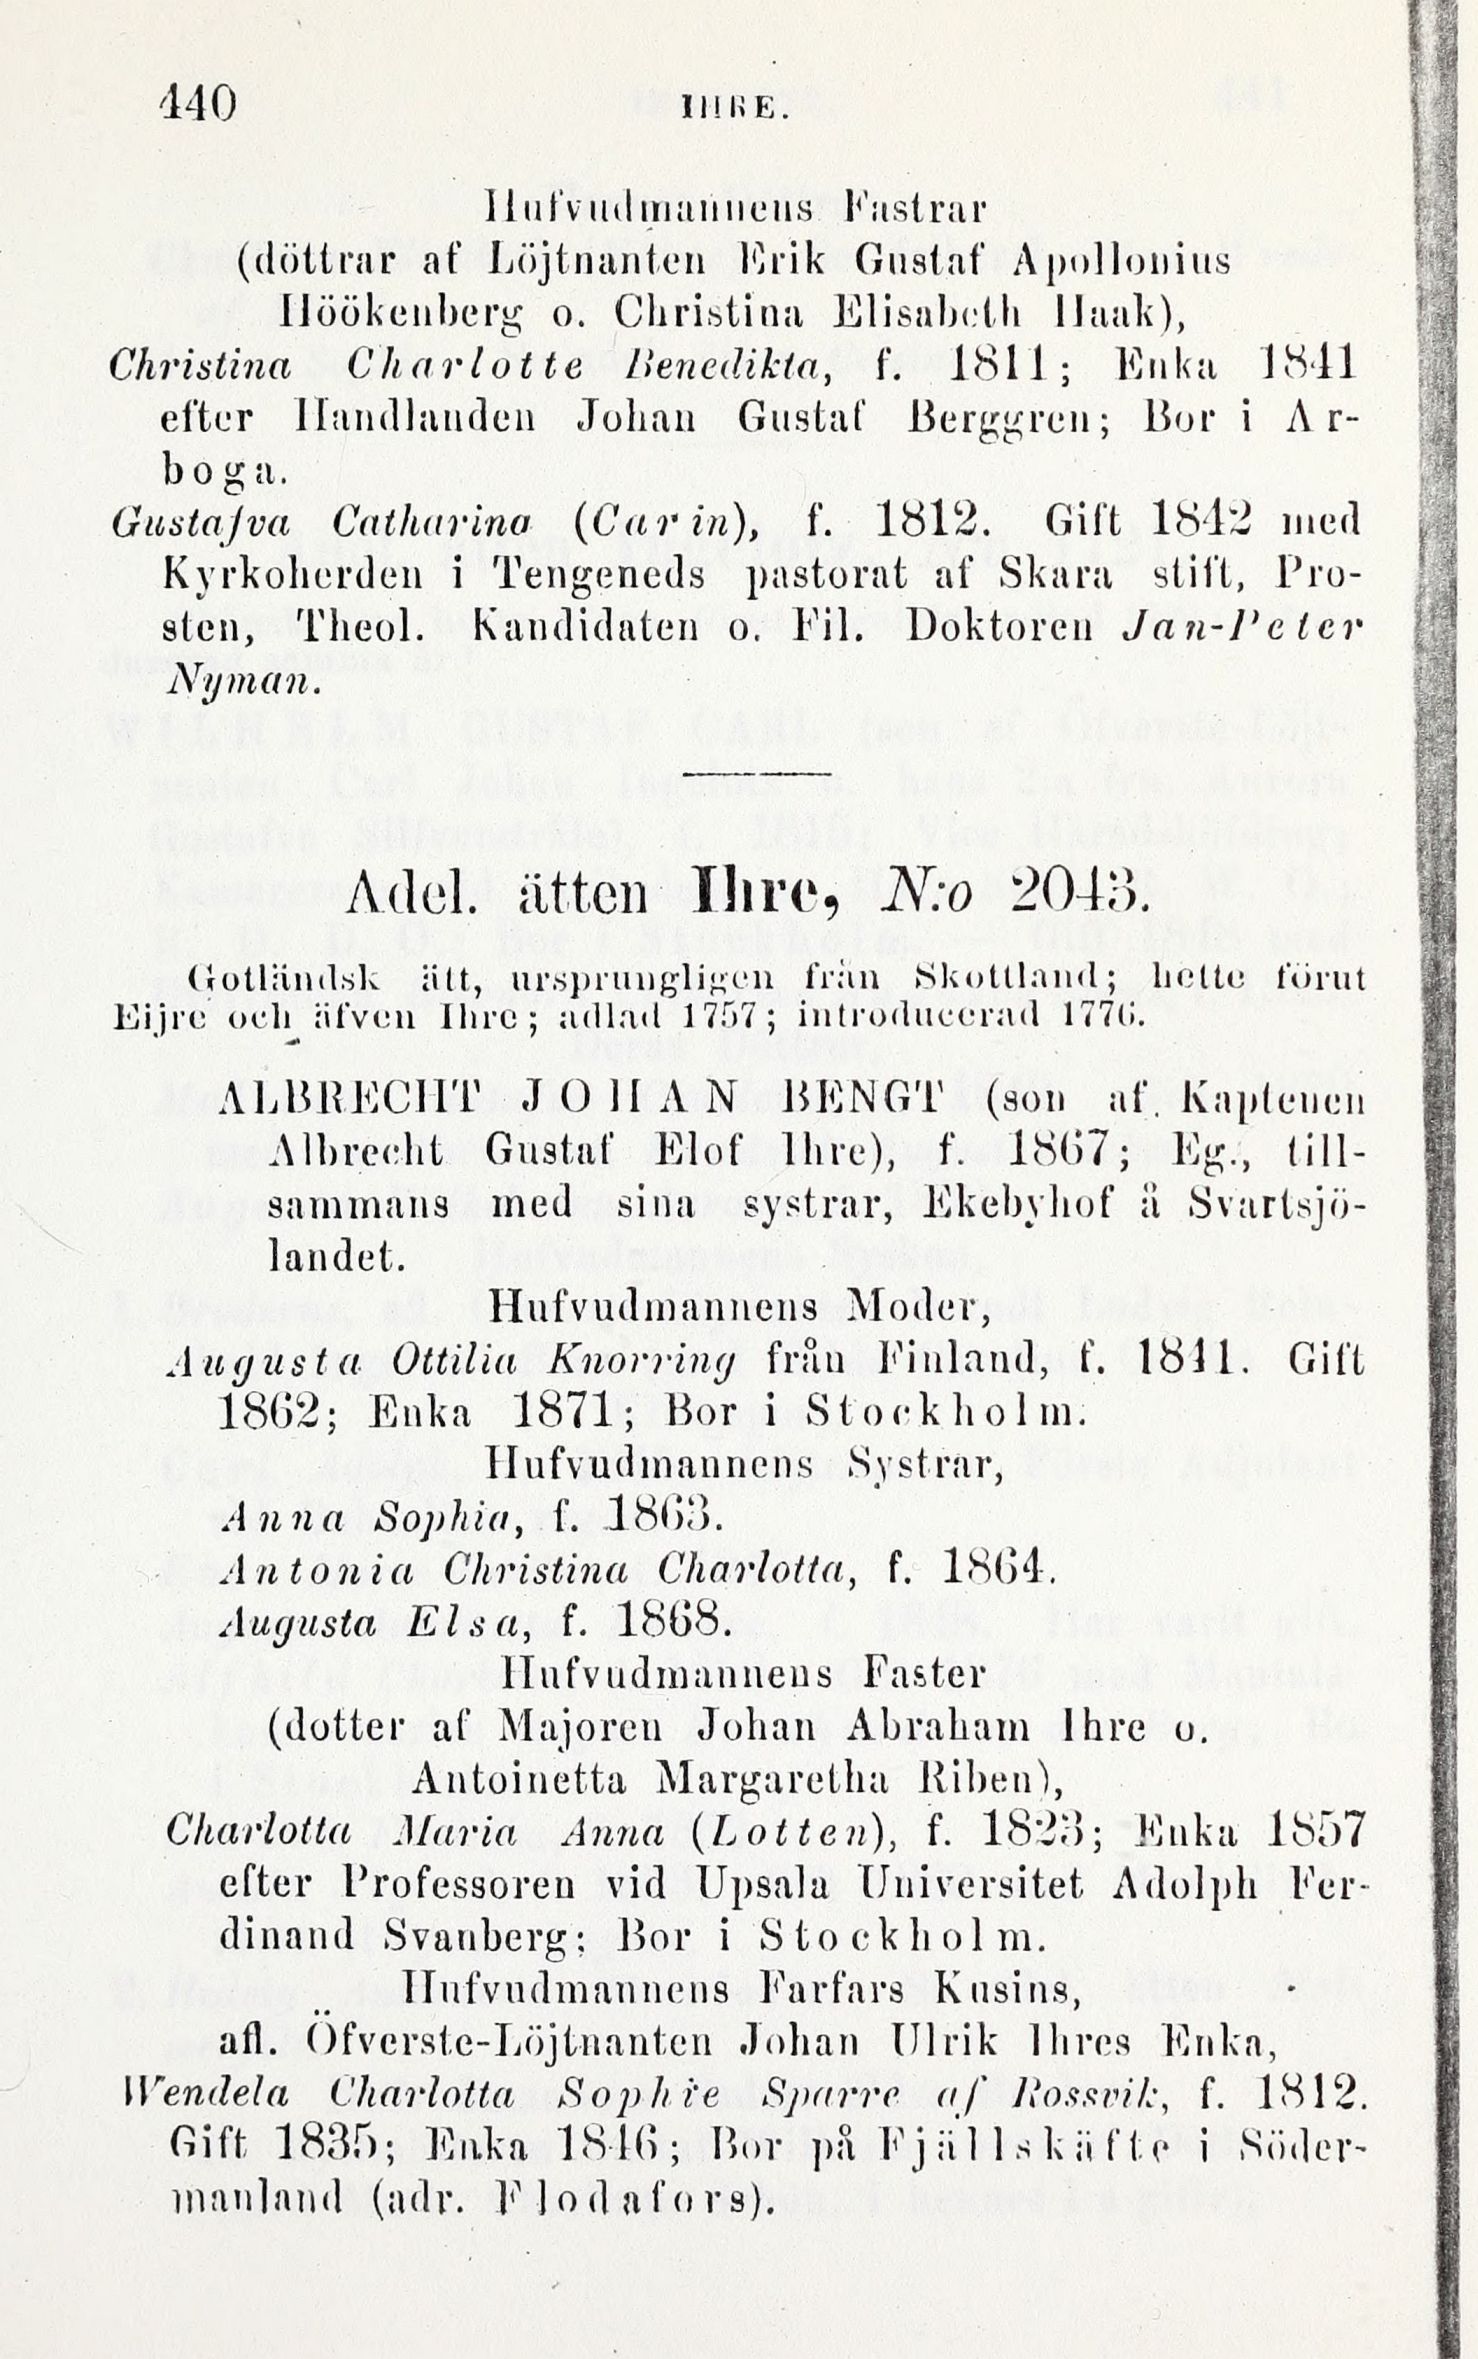 440
IHRE.
Hufvudmannens Fastrar
(döttrar af Löjtnanten Erik Gustaf Apollonius
Höökenberg o. Christina Elisabeth Haak),
Christina Charlotte Benedikta, f. 1811; Enka 1841
efter Handlanden Johan Gustaf Berggren; Bor i Ar-
boga.
Gustafva Catharina (Carin), f. 1812. Gift 1842 med
Kyrkoherden i Tengeneds pastorat af Skara stift, Pro-
sten, Theol. Kandidaten o. Fil. Doktoren Jan-Peter
Nyman.
Adel. ätten Ihre, N:o 2043.
Gotländsk ätt, ursprungligen från Skottland; hette förut
Eijre och äfven Ihre; adlad 1757; introducerad 1776.
ALBRECHT JOHAN BENGT (son af Kaptenen
Albrecht Gustaf Elof Ihre), f. 1867; Eg., till-
sammans med sina systrar, Ekebyhof å Svartsjö-
landet.
Hufvudmannens Moder,
Augusta Ottilia Knorring från Finland, f. 1841. Gift
1862; Enka 1871; Bor i Stockholm.
Hufvudmannens Systrar,
Anna Sophia, f. 1863.
Antonia Christina Charlotta, f. 1864.
Augusta Elsa, f. 1868.
Hufvudmannens Faster
(dotter af Majoren Johan Abraham Ihre o.
Antoinetta Margaretha Riben),
Charlotta Maria Anna (Lotten), f. 1823; Enka 1857
efter Professoren vid Upsala Universitet Adolph Fer-
dinand Svanberg; Bor i Stockholm.
Hufvudmannens Farfars Kusins,
afl. Öfverste-Löjtnanten Johan Ulrik Ihres Enka,
Wendela Charlotta Sophie Sparre af Rossvik, f. 1812.
Gift 1835; Enka 1846; Bor på Fjällskäfte i Söder-
manland (adr. Flodafors).